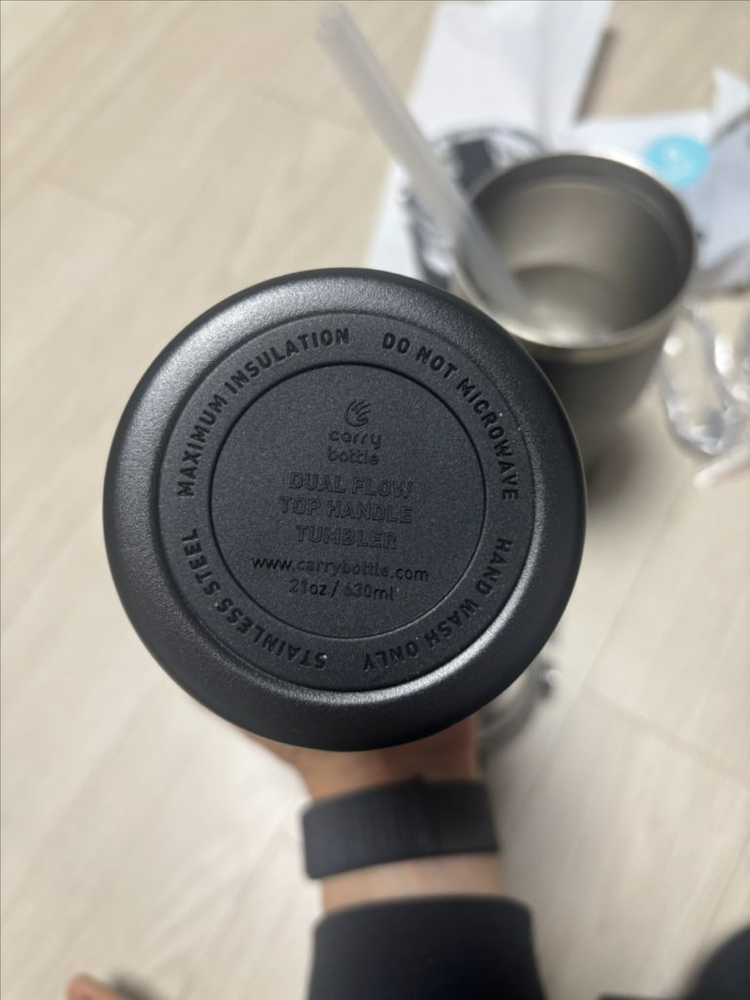 MAXIMUM INSULATION
DO NOT MICROWAVE
HAND WASH ONLY
STAINLESS STEEL
carry
bottle
DUAL FLOW
TOP HANDLE
TUMBLER
www.carrybottle.com
21oz / 630ml